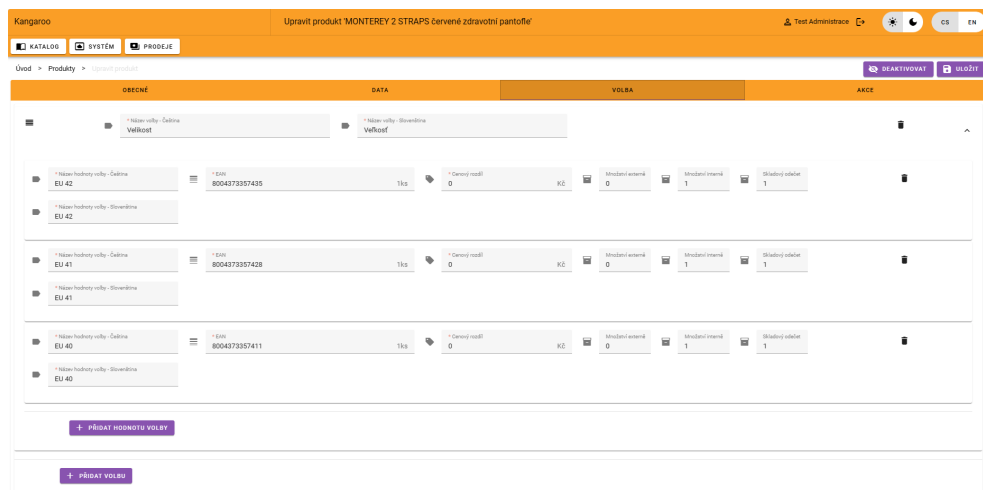 Kangaroo
Upravit produkt 'MONTEREY 2 STRAPS červené zdravotní pantofle'
Test Administrace
CS EN
KATALOG SYSTÉM PRODEJE
Úvod > Produkty > Upravit produkt
DEAKTIVOVAT ULOŽIT
OBECNÉ DATA VOLBA AKCE
* Název volby - Čeština * Název volby - Slovenština
Velikost Veľkosť
* Název hodnoty volby - Čeština * EAN * Cenový rozdíl Množství externě Množství interně Skladový odečet
EU 42 8004373357435 1ks 0 Kč 0 1 1
* Název hodnoty volby - Slovenština
EU 42
* Název hodnoty volby - Čeština * EAN * Cenový rozdíl Množství externě Množství interně Skladový odečet
EU 41 8004373357428 1ks 0 Kč 0 1 1
* Název hodnoty volby - Slovenština
EU 41
* Název hodnoty volby - Čeština * EAN * Cenový rozdíl Množství externě Množství interně Skladový odečet
EU 40 8004373357411 1ks 0 Kč 0 1 1
* Název hodnoty volby - Slovenština
EU 40
+ PŘIDAT HODNOTU VOLBY
+ PŘIDAT VOLBU